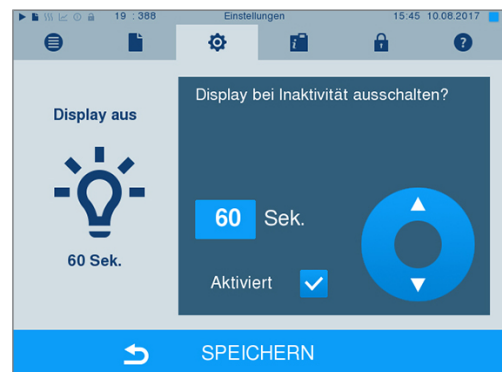 19 : 388 Einstellungen 15:45 10.08.2017
Display aus
60 Sek.
Display bei Inaktivität ausschalten?
60 Sek.
Aktiviert
SPEICHERN